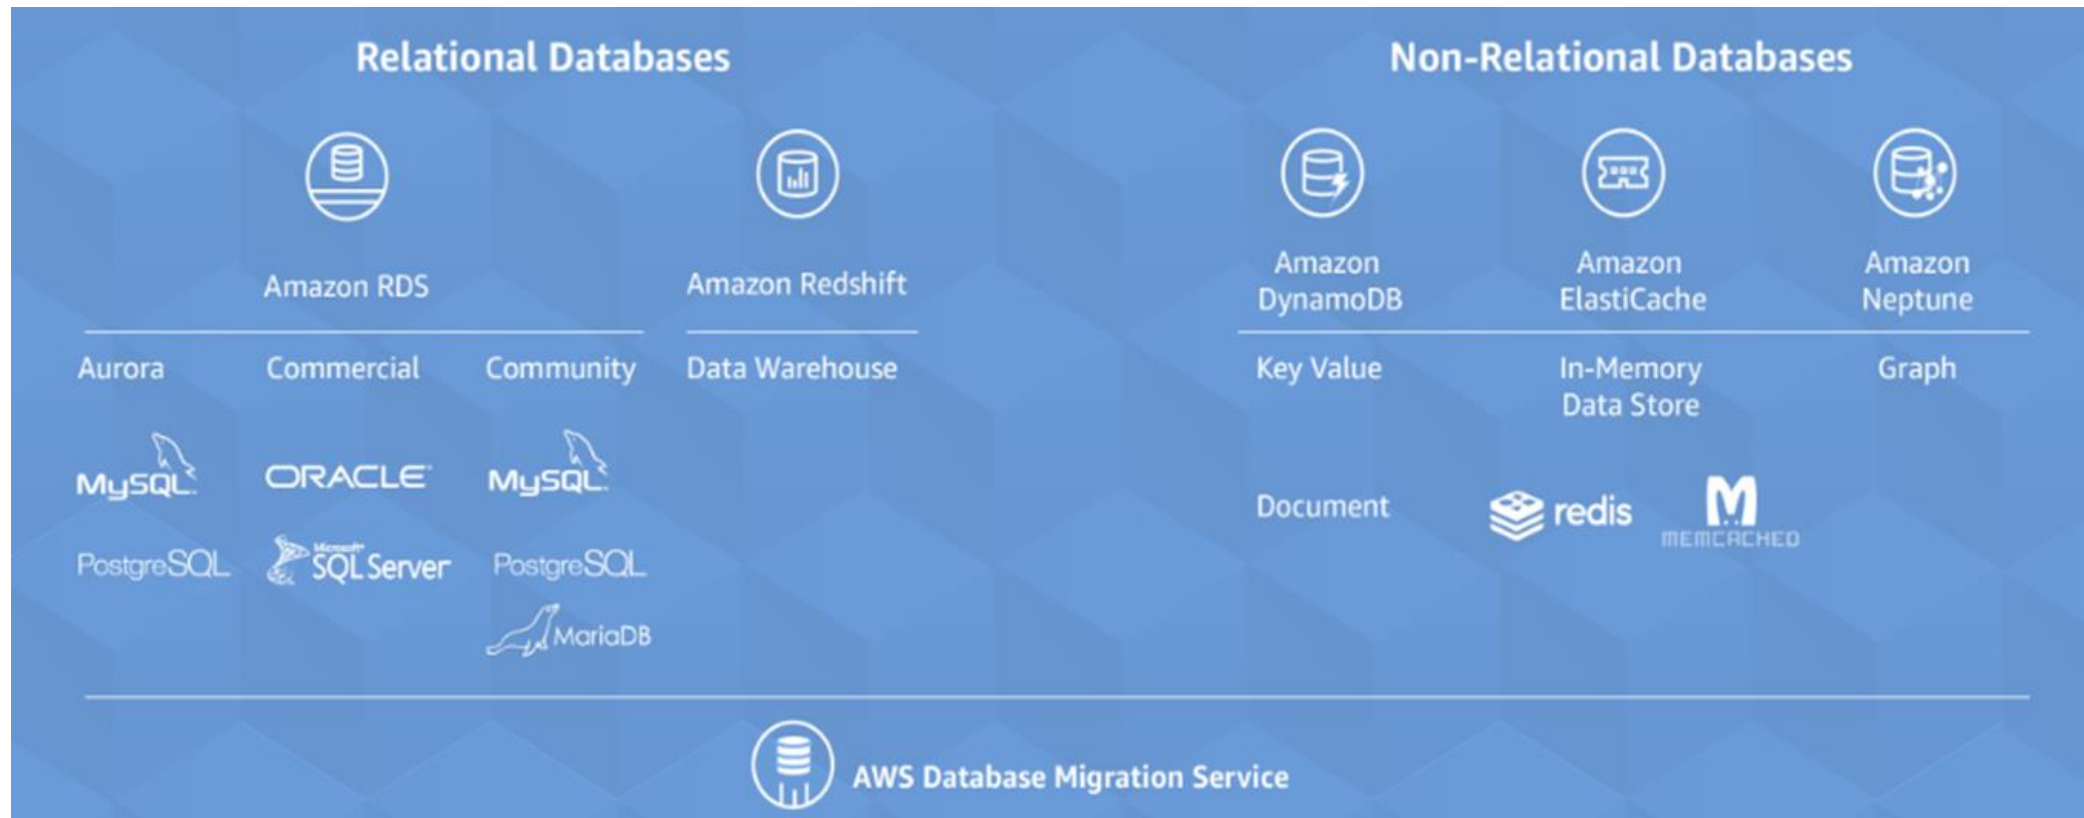 Relational Databases
Non-Relational Databases
Amazon RDS
Amazon Redshift
Amazon
DynamoDB
Amazon
ElastiCache
Amazon
Neptune
Aurora
Commercial
Community
Data Warehouse
Key Value
In-Memory
Data Store
Graph
MySQL
ORACLE
MySQL
Document
redis
MEMCACHED
PostgreSQL
Microsoft
SQL Server
PostgreSQL
MariaDB
AWS Database Migration Service